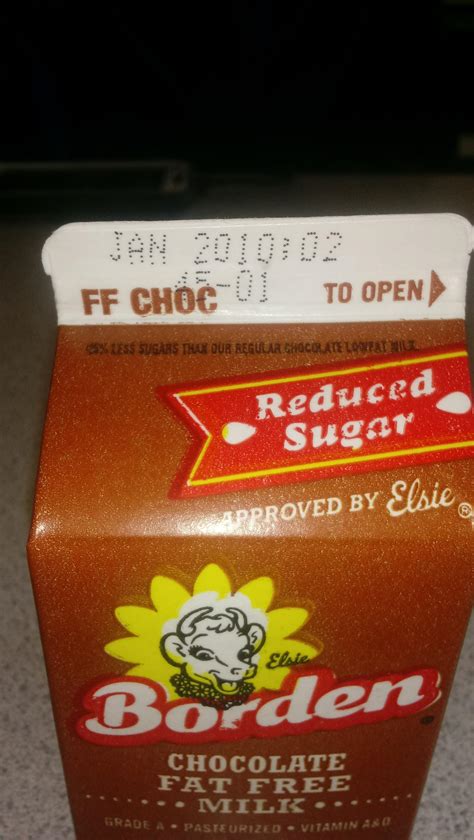 JAN 2010:02
45-01
FF CHOC
TO OPEN
25% LESS SUGARS THAN OUR REGULAR CHOCOLATE LOWFAT MILK
Reduced
Sugar
APPROVED BY Elsie ®
Elsie
Borden
CHOCOLATE
FAT FREE
MILK
GRADE A • PASTEURIZED • VITAMIN A&D